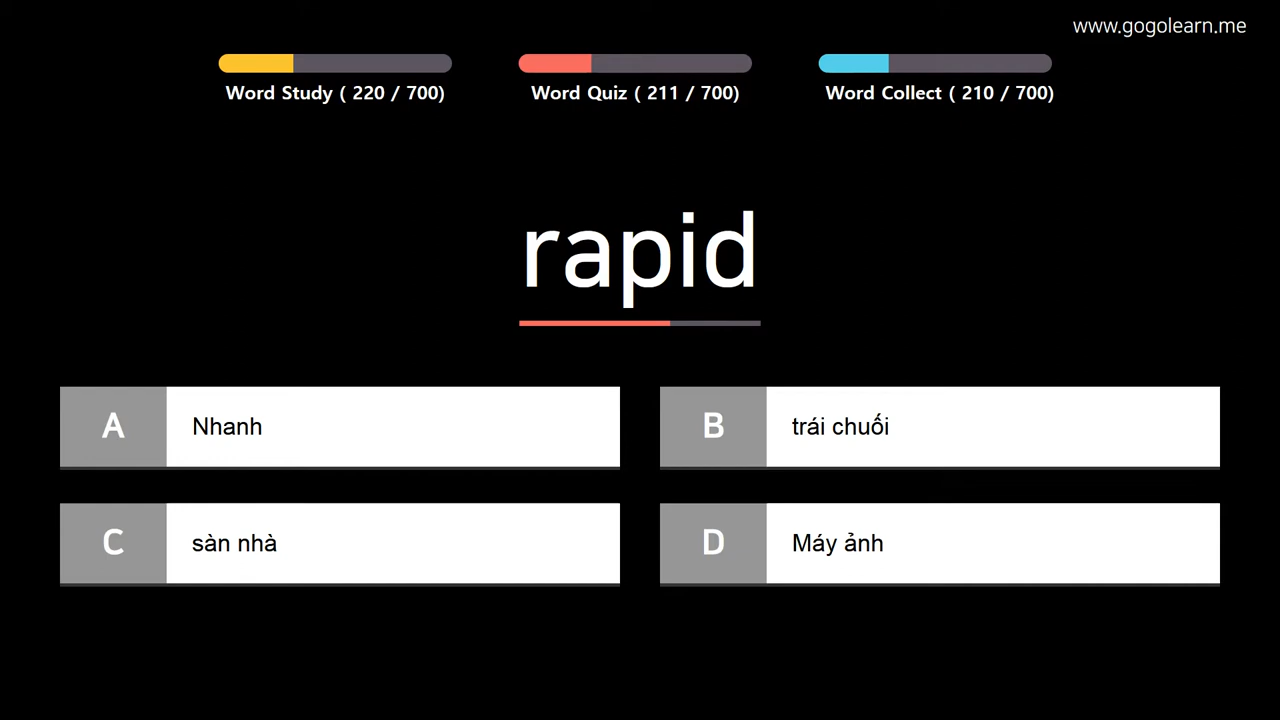 www.gogolearn.me
Word Study ( 220 / 700)
Word Quiz ( 211 / 700)
Word Collect ( 210 / 700)
rapid
A Nhanh
B trái chuối
C sàn nhà
D Máy ảnh